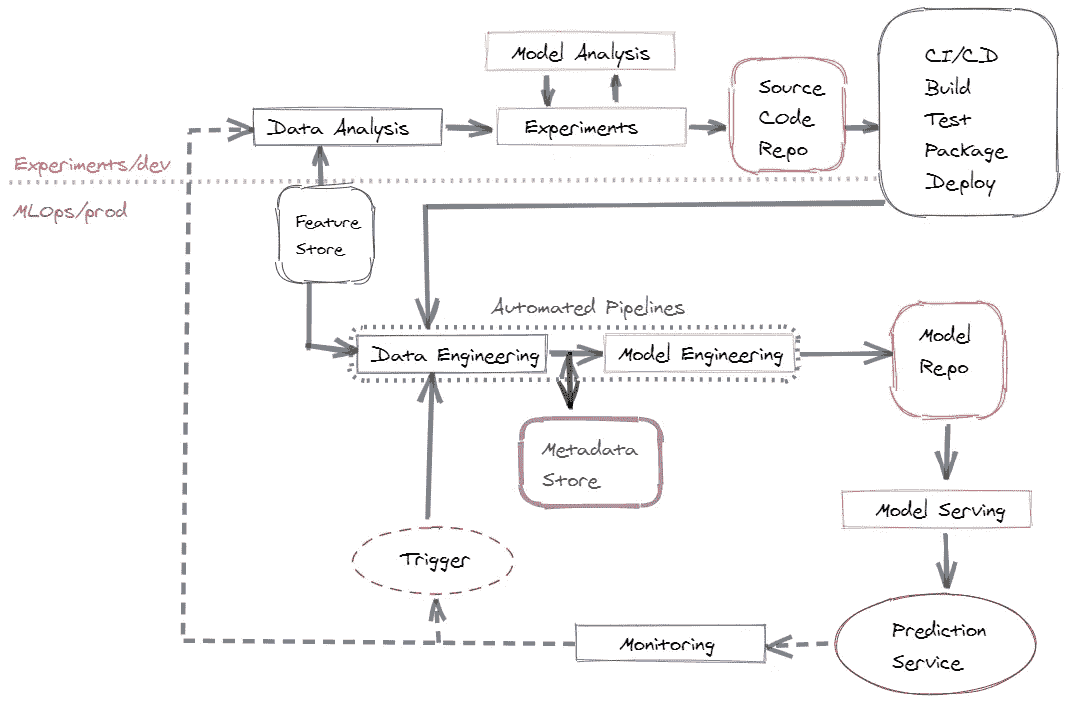 Model Analysis
Data Analysis
Experiments
Source
Code
Repo
CI/CD
Build
Test
Package
Deploy
Experiments/dev
MLOps/prod
Feature
Store
Automated Pipelines
Data Engineering
Model Engineering
Model
Repo
Metadata
Store
Model Serving
Trigger
Monitoring
Prediction
Service